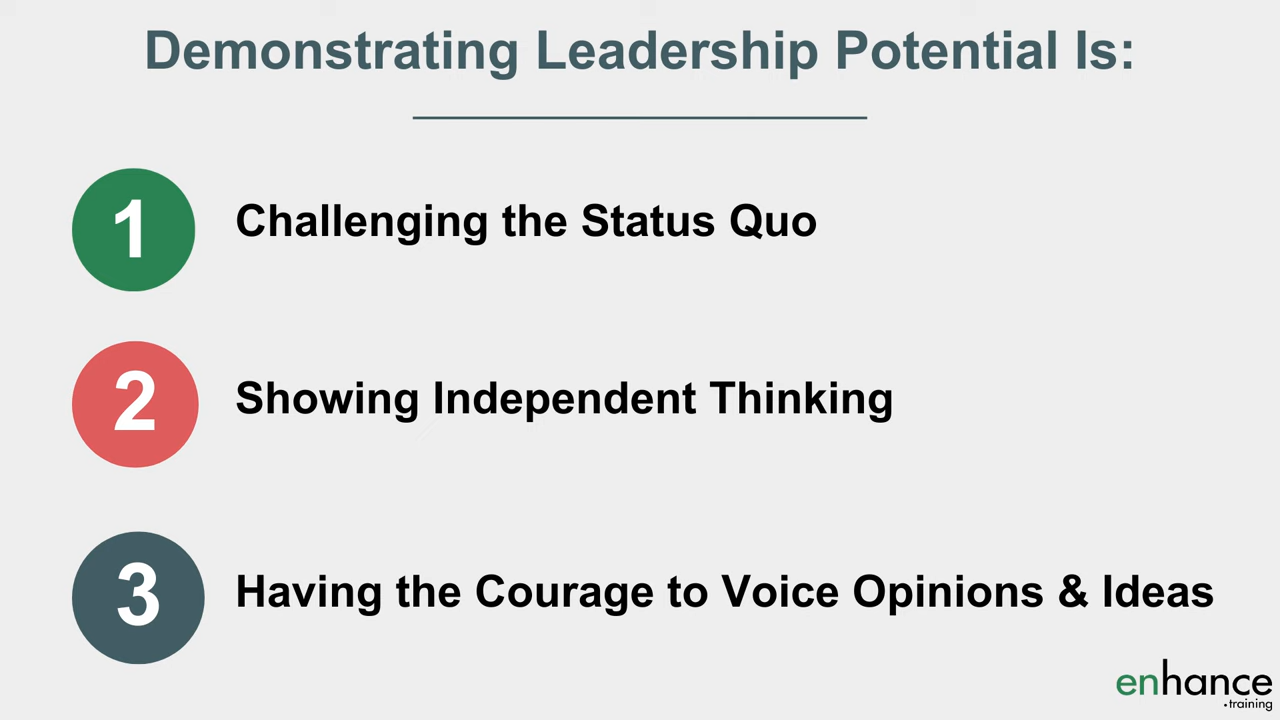 Demonstrating Leadership Potential Is:
1
Challenging the Status Quo
2
Showing Independent Thinking
3
Having the Courage to Voice Opinions & Ideas
enhance
•training